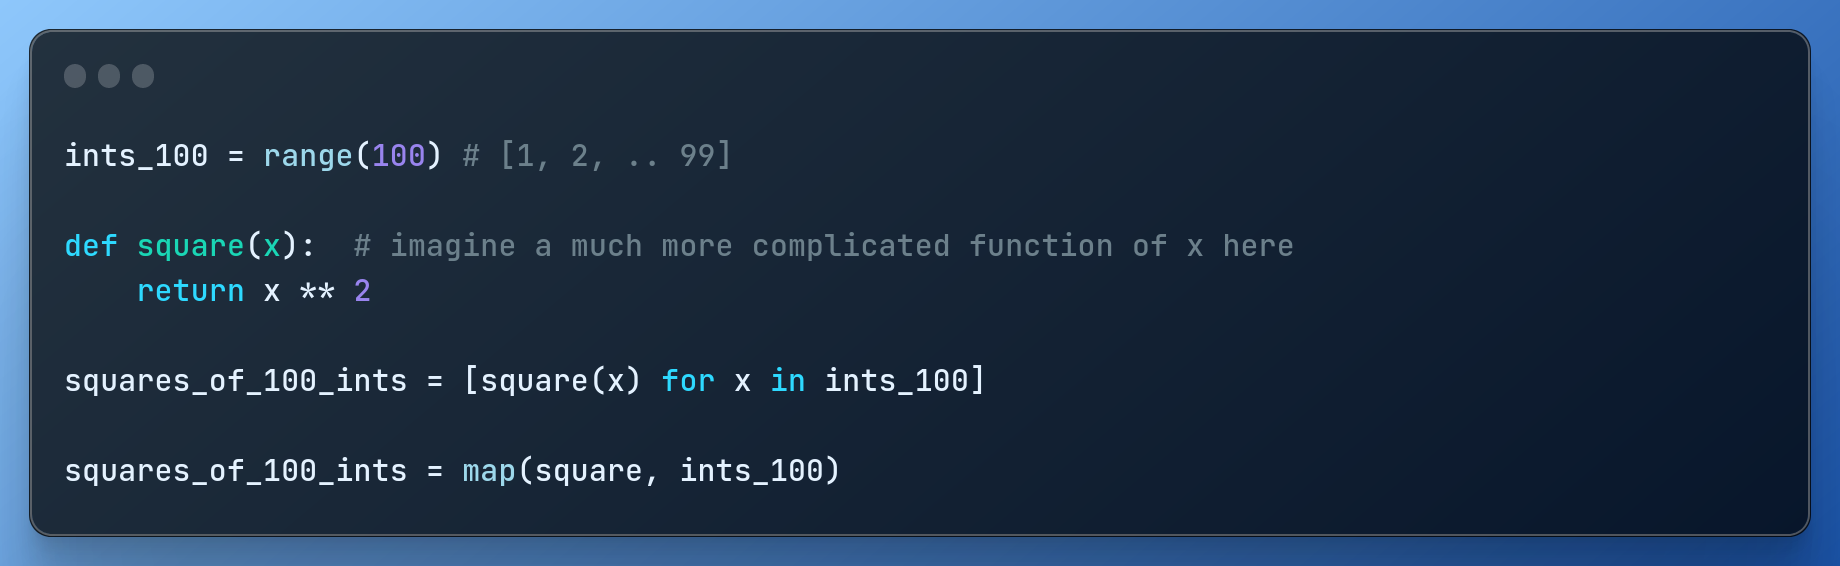 ints_100 = range(100) # [1, 2, .. 99]
def square(x):  # imagine a much more complicated function of x here
    return x ** 2
squares_of_100_ints = [square(x) for x in ints_100]
squares_of_100_ints = map(square, ints_100)